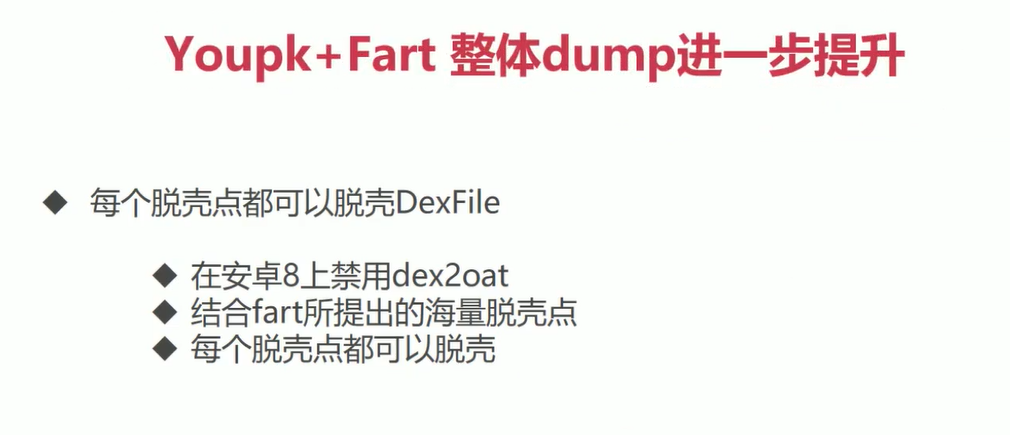 Youpk+Fart 整体dump进一步提升
◆ 每个脱壳点都可以脱壳DexFile
◆ 在安卓8上禁用dex2oat
◆ 结合fart所提出的海量脱壳点
◆ 每个脱壳点都可以脱壳